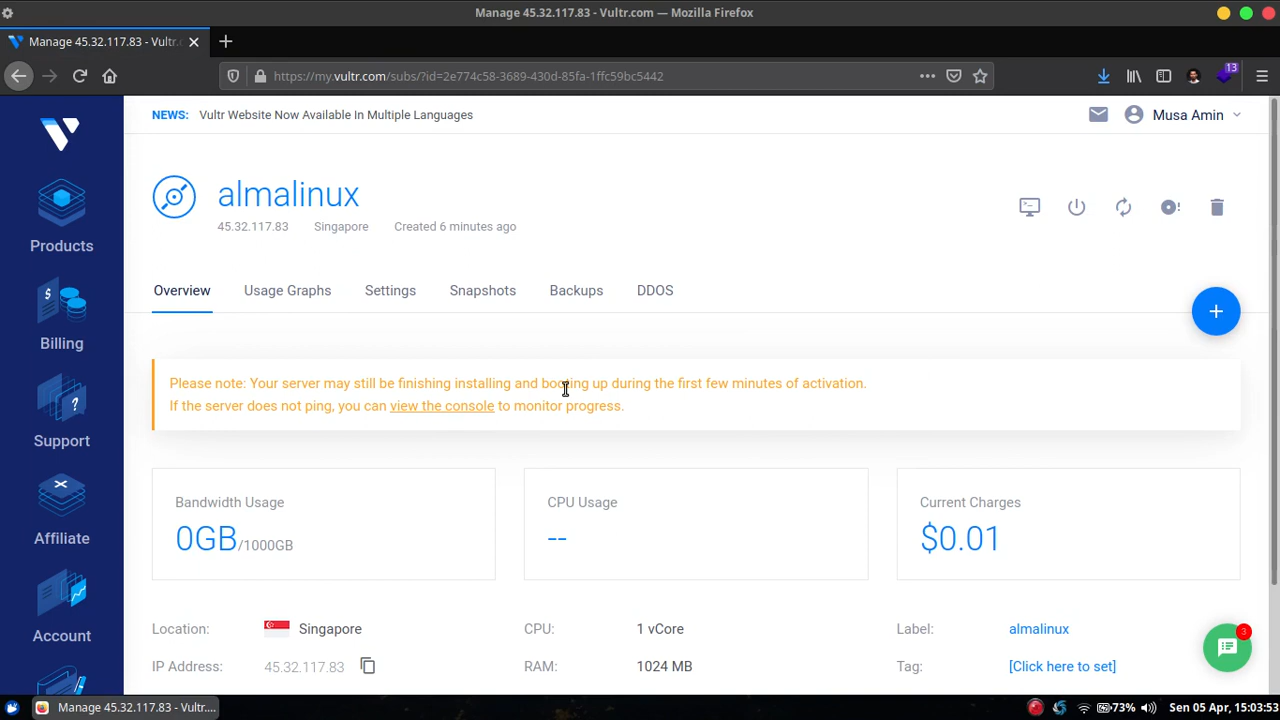 Manage 45.32.117.83 - Vultr.com — Mozilla Firefox
Manage 45.32.117.83 - Vultr.c
https://my.vultr.com/subs/?id=2e774c58-3689-430d-85fa-1ffc59bc5442
13
NEWS: Vultr Website Now Available In Multiple Languages
Musa Amin
almalinux
45.32.117.83 Singapore Created 6 minutes ago
Products
Billing
Support
Affiliate
Account
Overview Usage Graphs Settings Snapshots Backups DDOS
+
Please note: Your server may still be finishing installing and booting up during the first few minutes of activation.
If the server does not ping, you can view the console to monitor progress.
Bandwidth Usage
0GB/1000GB
CPU Usage
--
Current Charges
$0.01
Location: Singapore CPU: 1 vCore Label: almalinux
IP Address: 45.32.117.83 RAM: 1024 MB Tag: [Click here to set]
3
Manage 45.32.117.83 - Vultr....
73% Sen 05 Apr, 15:03:53